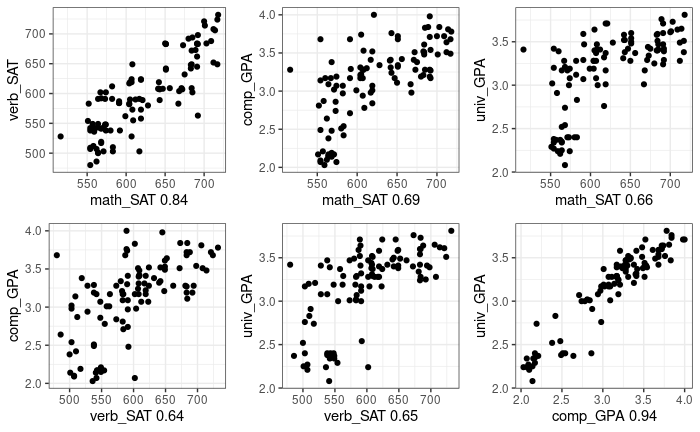 verb_SAT
700
650
600
550
500
550 600 650 700
math_SAT 0.84
comp_GPA
4.0
3.5
3.0
2.5
2.0
550 600 650 700
math_SAT 0.69
univ_GPA
3.5
3.0
2.5
2.0
550 600 650 700
math_SAT 0.66
comp_GPA
4.0
3.5
3.0
2.5
2.0
500 550 600 650 700
verb_SAT 0.64
univ_GPA
3.5
3.0
2.5
2.0
500 550 600 650 700
verb_SAT 0.65
univ_GPA
3.5
3.0
2.5
2.0
2.0 2.5 3.0 3.5 4.0
comp_GPA 0.94